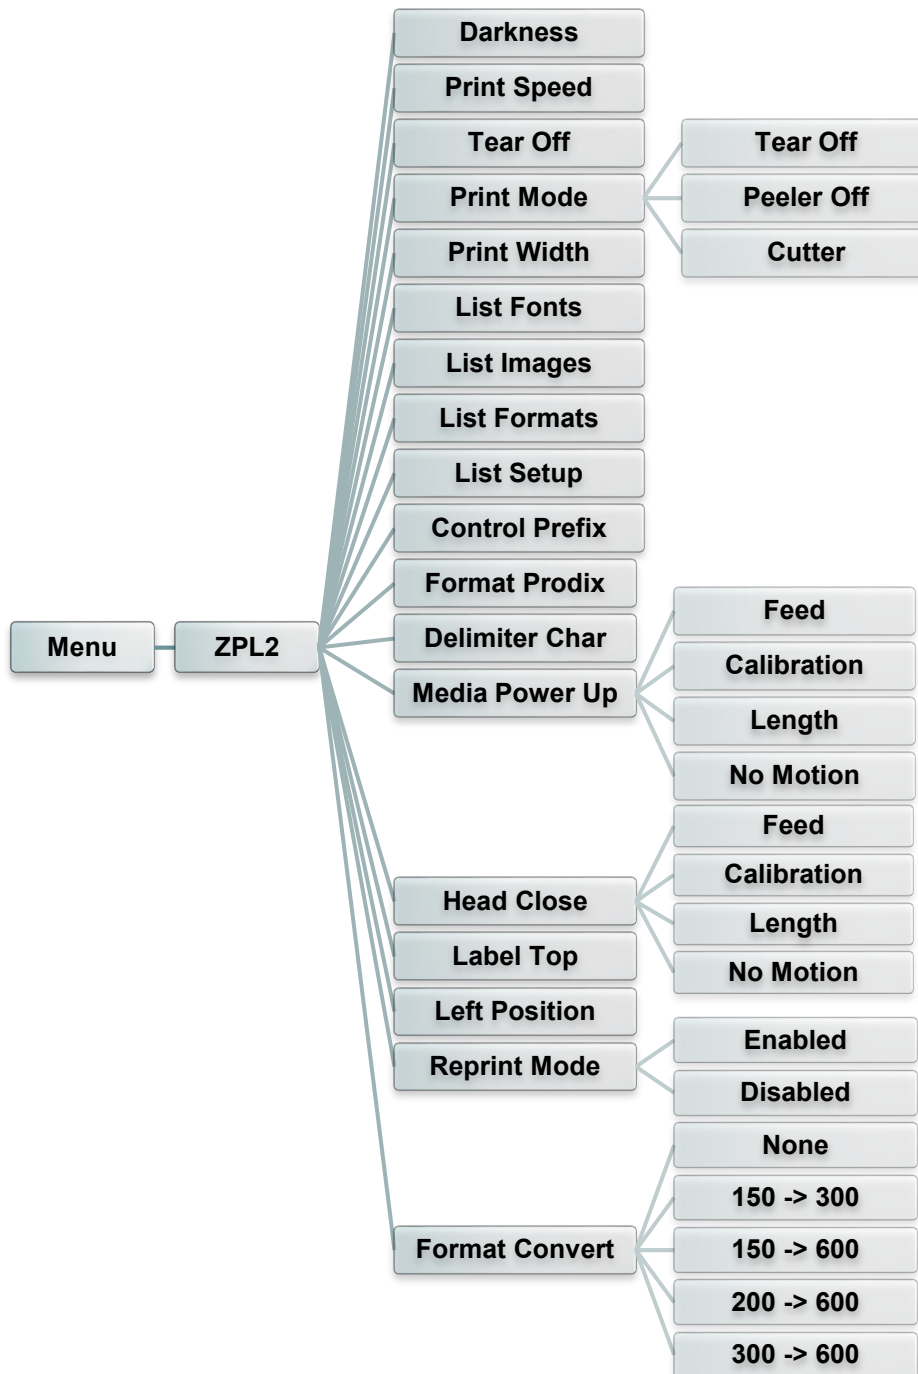 Darkness
Print Speed
Tear Off
Tear Off
Print Mode
Peeler Off
Print Width
Cutter
List Fonts
List Images
List Formats
List Setup
Control Prefix
Format Prodix
Feed
Menu
ZPL2
Delimiter Char
Calibration
Media Power Up
Length
No Motion
Feed
Calibration
Head Close
Length
Label Top
No Motion
Left Position
Enabled
Reprint Mode
Disabled
None
150 -> 300
Format Convert
150 -> 600
200 -> 600
300 -> 600